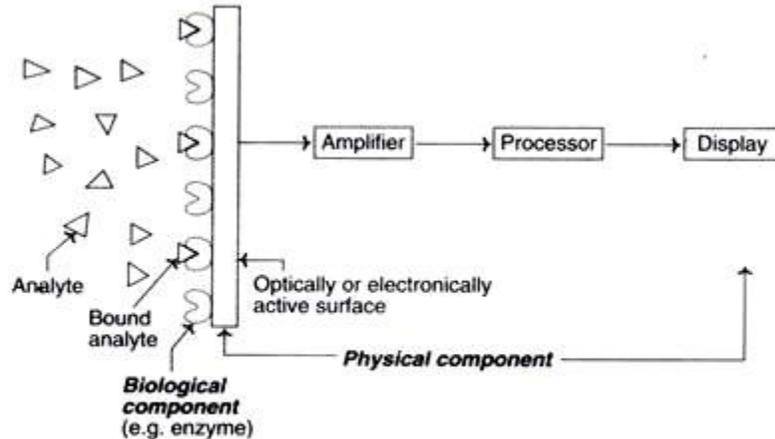 Amplifier
Processor
Display
Analyte
Bound
analyte
Optically or electronically
active surface
Physical component
Biological
component
(e.g. enzyme)